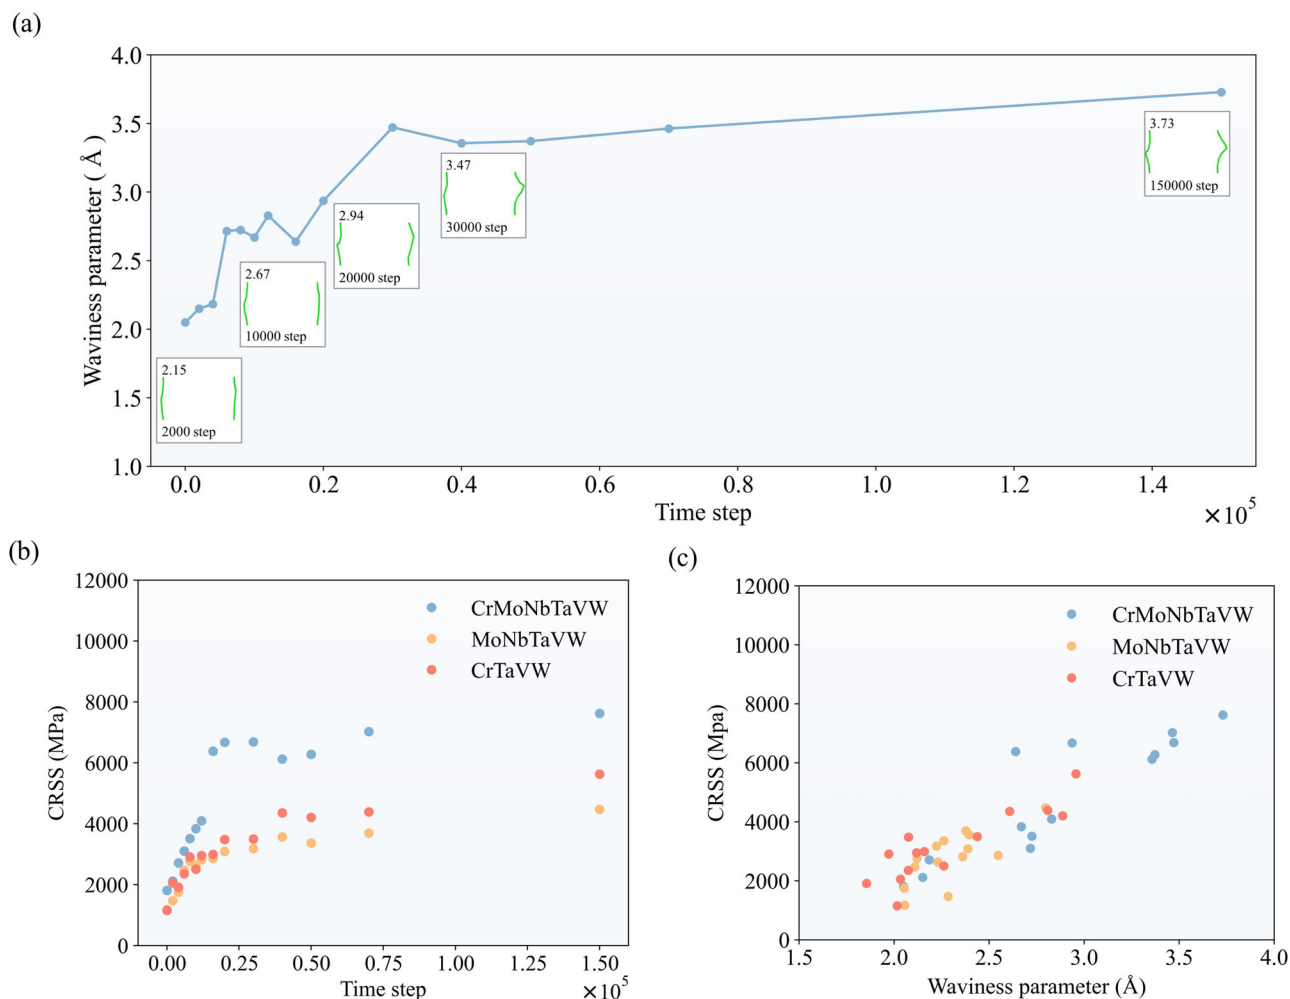 (a)
4.0
3.5
3.0
2.5
2.0
1.5
1.0
Waviness parameter ( Å )
2.15
2000 step
2.67
10000 step
2.94
20000 step
3.47
30000 step
3.73
150000 step
0.0 0.2 0.4 0.6 0.8 1.0 1.2 1.4
Time step
×10⁵
(b)
12000
10000
8000
6000
4000
2000
0
CRSS (MPa)
CrMoNbTaVW
MoNbTaVW
CrTaVW
0.00 0.25 0.50 0.75 1.00 1.25 1.50
Time step
×10⁵
(c)
12000
10000
8000
6000
4000
2000
0
CRSS (Mpa)
CrMoNbTaVW
MoNbTaVW
CrTaVW
1.5 2.0 2.5 3.0 3.5 4.0
Waviness parameter (Å)